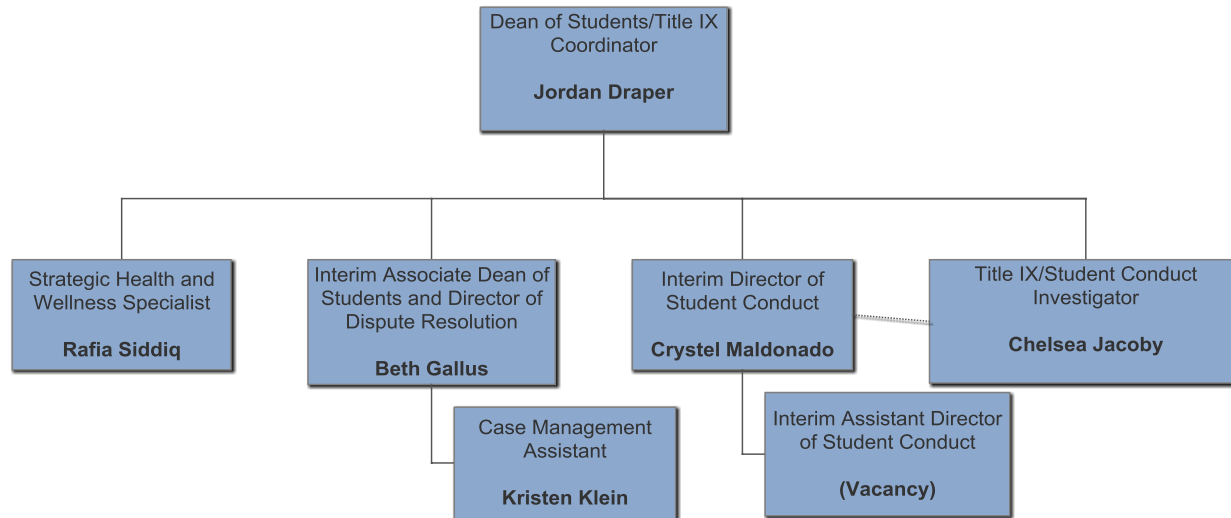 Dean of Students/Title IX
Coordinator
Jordan Draper
Strategic Health and
Wellness Specialist
Rafia Siddiq
Interim Associate Dean of
Students and Director of
Dispute Resolution
Beth Gallus
Interim Director of
Student Conduct
Crystel Maldonado
Title IX/Student Conduct
Investigator
Chelsea Jacoby
Case Management
Assistant
Kristen Klein
Interim Assistant Director
of Student Conduct
(Vacancy)